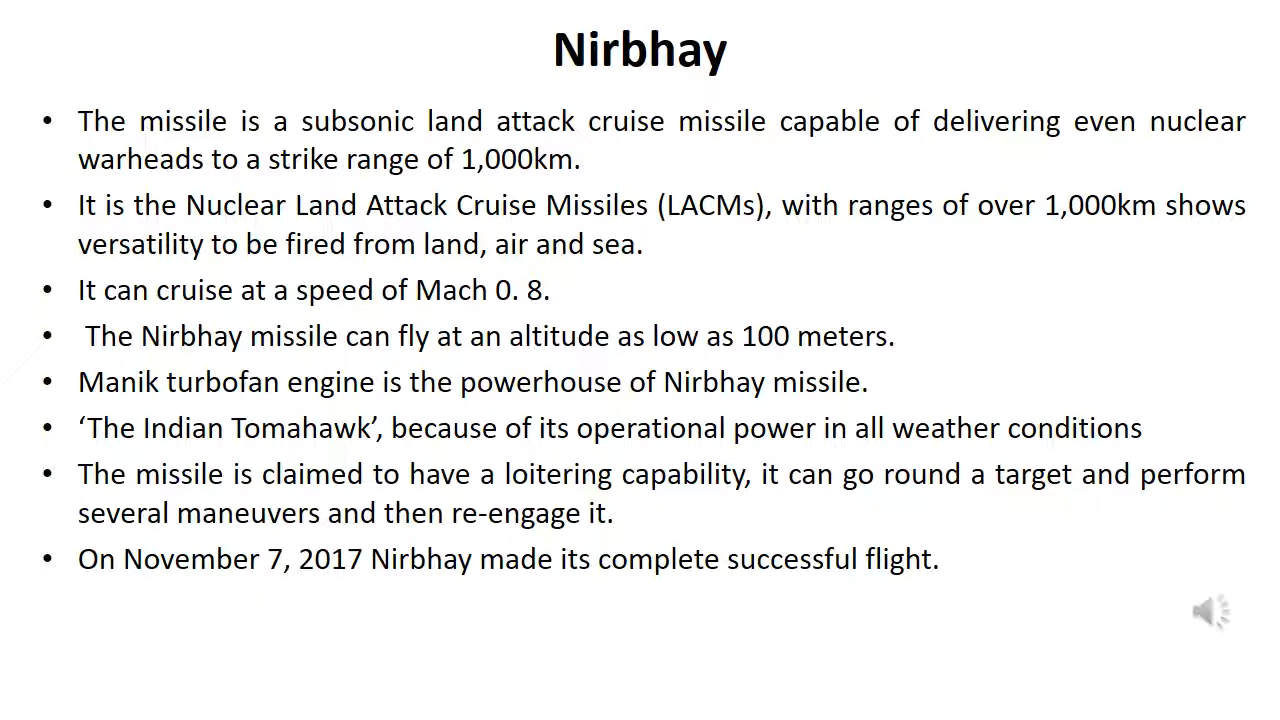 Nirbhay
• The missile is a subsonic land attack cruise missile capable of delivering even nuclear
warheads to a strike range of 1,000km.
• It is the Nuclear Land Attack Cruise Missiles (LACMs), with ranges of over 1,000km shows
versatility to be fired from land, air and sea.
• It can cruise at a speed of Mach 0. 8.
• The Nirbhay missile can fly at an altitude as low as 100 meters.
• Manik turbofan engine is the powerhouse of Nirbhay missile.
• ‘The Indian Tomahawk’, because of its operational power in all weather conditions
• The missile is claimed to have a loitering capability, it can go round a target and perform
several maneuvers and then re-engage it.
• On November 7, 2017 Nirbhay made its complete successful flight.